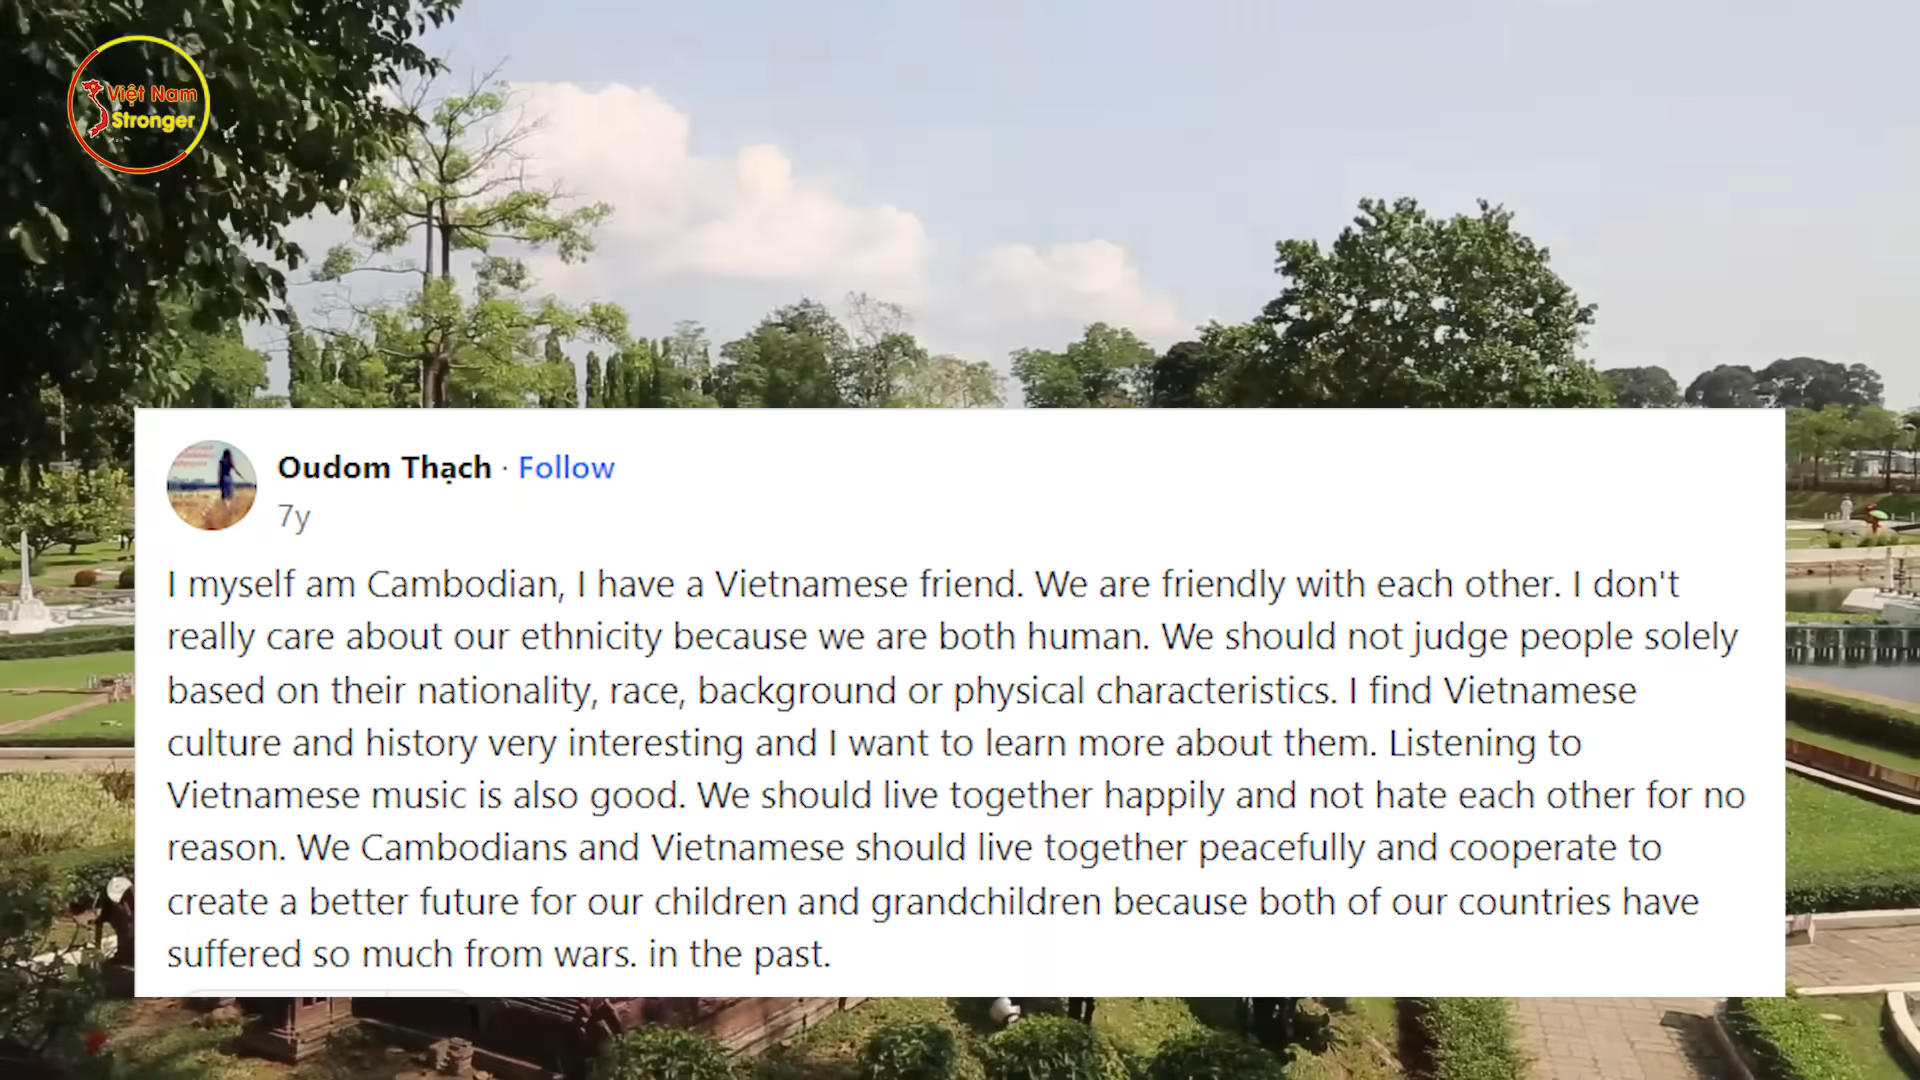 Việt Nam
Stronger
Oudom Thạch · Follow
7y
I myself am Cambodian, I have a Vietnamese friend. We are friendly with each other. I don't
really care about our ethnicity because we are both human. We should not judge people solely
based on their nationality, race, background or physical characteristics. I find Vietnamese
culture and history very interesting and I want to learn more about them. Listening to
Vietnamese music is also good. We should live together happily and not hate each other for no
reason. We Cambodians and Vietnamese should live together peacefully and cooperate to
create a better future for our children and grandchildren because both of our countries have
suffered so much from wars. in the past.